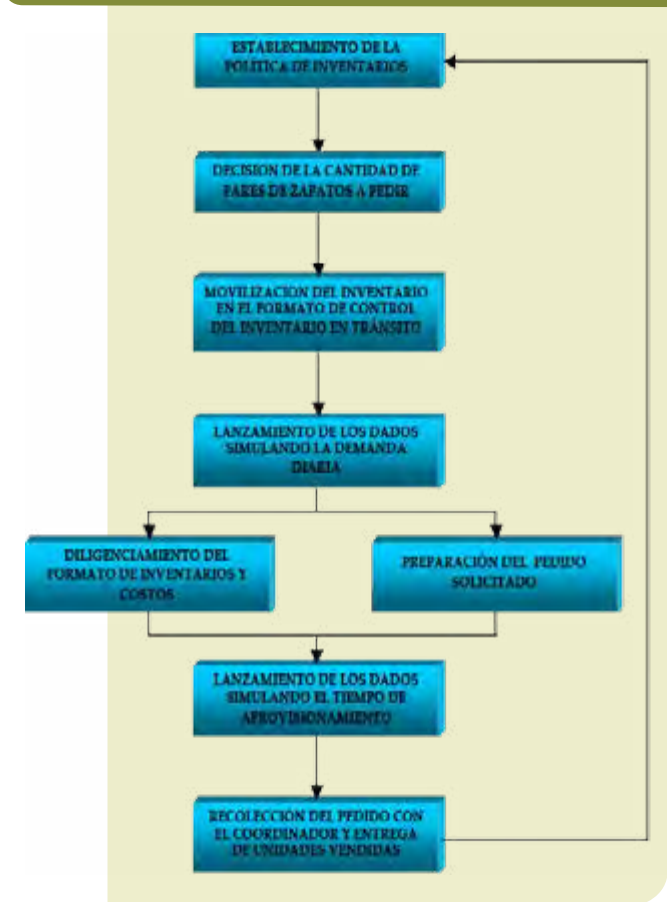 ESTABLECIMIENTO DE LA
POLÍTICA DE INVENTARIOS
DECISIÓN DE LA CANTIDAD DE
PARES DE ZAPATOS A PEDIR
MOVILIZACIÓN DEL INVENTARIO
EN EL FORMATO DE CONTROL
DEL INVENTARIO EN TRÁNSITO
LANZAMIENTO DE LOS DADOS
SIMULANDO LA DEMANDA
DIARIA
DILIGENCIAMIENTO DEL
FORMATO DE INVENTARIOS Y
COSTOS
PREPARACIÓN DEL PEDIDO
SOLICITADO
LANZAMIENTO DE LOS DADOS
SIMULANDO EL TIEMPO DE
APROVISIONAMIENTO
RECOLECCIÓN DEL PEDIDO CON
EL COORDINADOR Y ENTREGA
DE UNIDADES VENDIDAS